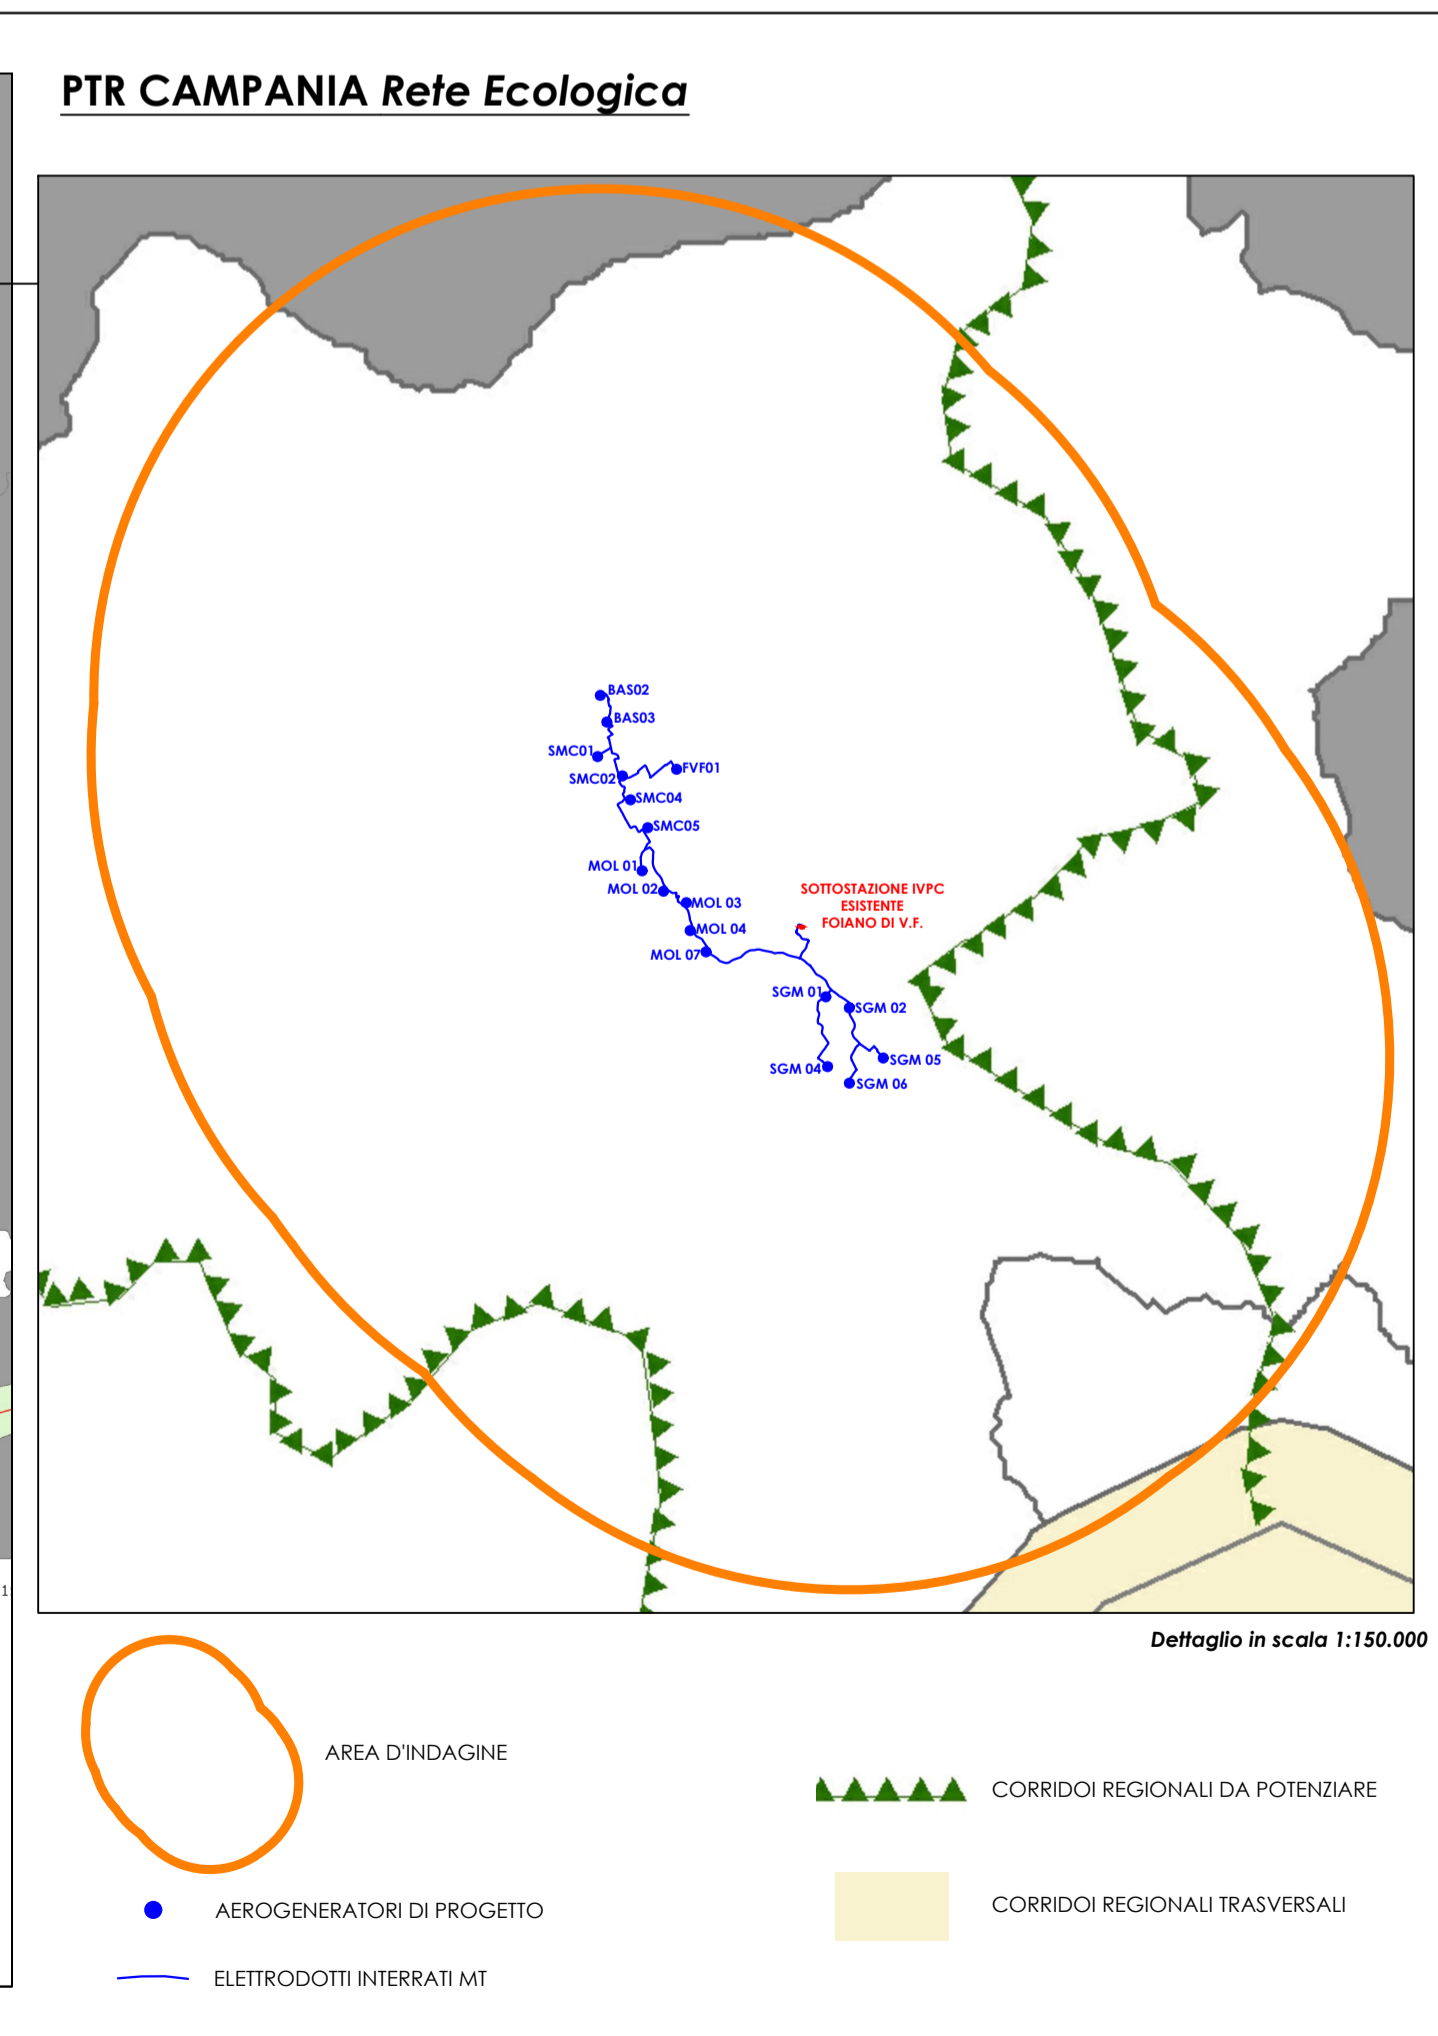 PTR CAMPANIA Rete Ecologica
BAS02
BAS03
SMC01
FVF01
SMC02
SMC04
SMC05
MOL 01
MOL 02
MOL 03
MOL 04
MOL 07
SOTTOSTAZIONE IVPC
ESISTENTE
FOIANO DI V.F.
SGM 01
SGM 02
SGM 04
SGM 05
SGM 06
1
Dettaglio in scala 1:150.000
AREA D'INDAGINE
CORRIDOI REGIONALI DA POTENZIARE
AEROGENERATORI DI PROGETTO
CORRIDOI REGIONALI TRASVERSALI
ELETTRODOTTI INTERRATI MT